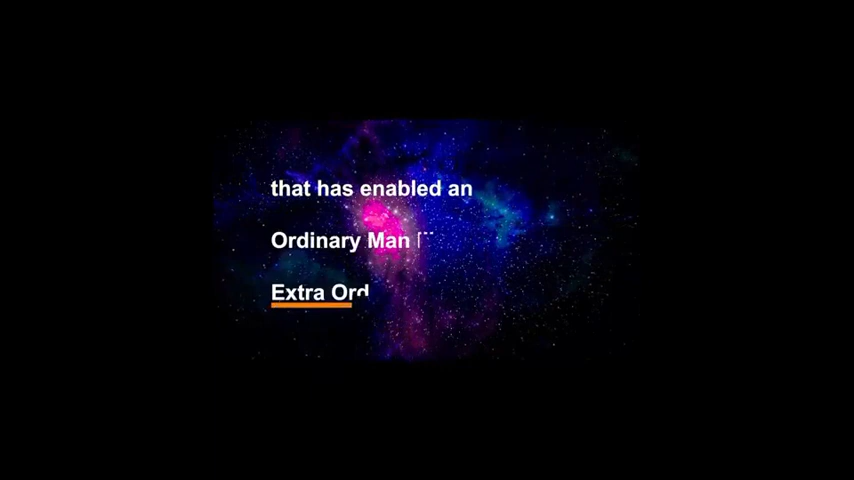 that has enabled an
Ordinary Man
Extra Ord